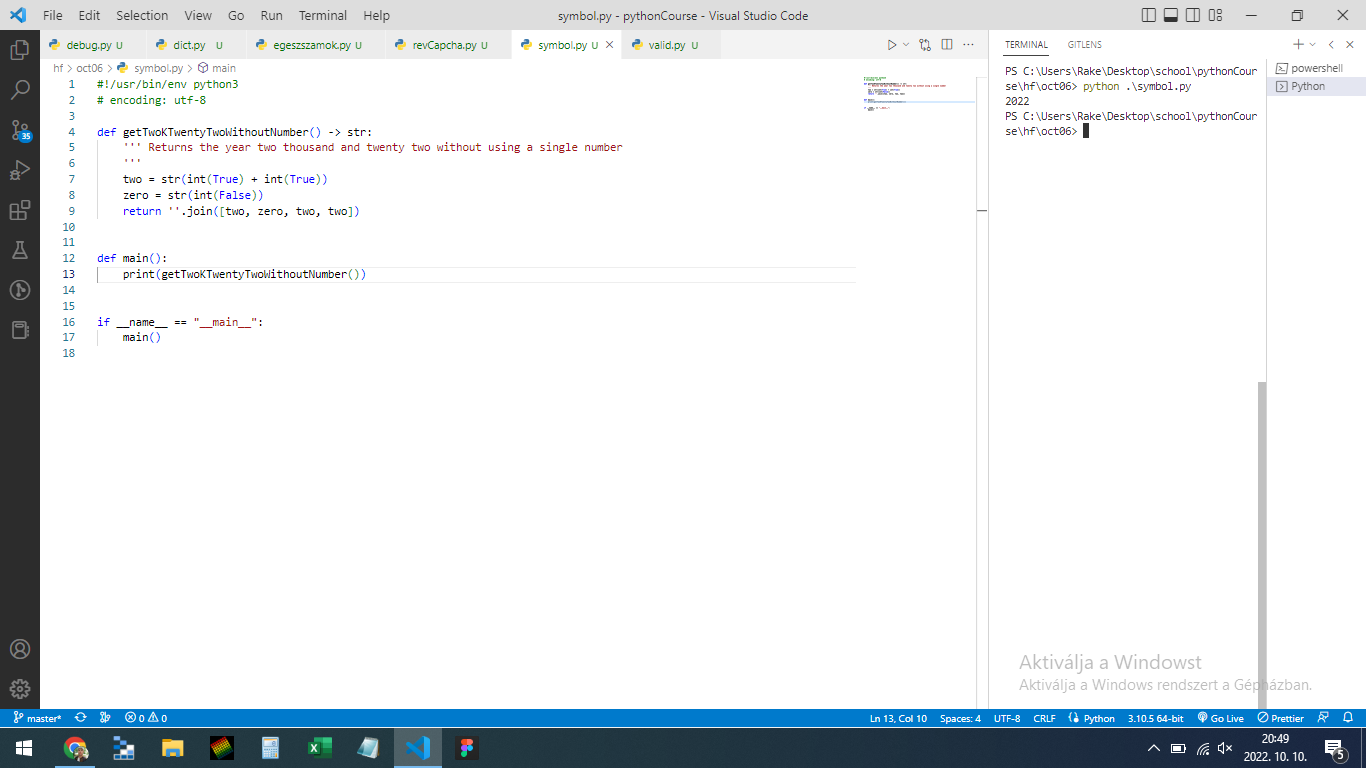 File Edit Selection View Go Run Terminal Help
symbol.py - pythonCourse - Visual Studio Code
debug.py U
dict.py U
egeszszamok.py U
revCapcha.py U
symbol.py U
valid.py U
hf > oct06 > symbol.py > main
1 #!/usr/bin/env python3
2 # encoding: utf-8
3
4 def getTwoKTwentyTwoWithoutNumber() -> str:
5 ''' Returns the year two thousand and twenty two without using a single number
6 '''
7 two = str(int(True) + int(True))
8 zero = str(int(False))
9 return ''.join([two, zero, two, two])
10
11
12 def main():
13 print(getTwoKTwentyTwoWithoutNumber())
14
15
16 if __name__ == "__main__":
17 main()
18
TERMINAL GITLENS
PS C:\Users\Rake\Desktop\school\pythonCour
se\hf\oct06> python .\symbol.py
2022
PS C:\Users\Rake\Desktop\school\pythonCour
se\hf\oct06>
powershell
Python
35
Aktiválja a Windowst
Aktiválja a Windows rendszert a Gépházban.
master* 0 0
Ln 13, Col 10 Spaces: 4 UTF-8 CRLF Python 3.10.5 64-bit Go Live Prettier
20:49
2022. 10. 10.
5